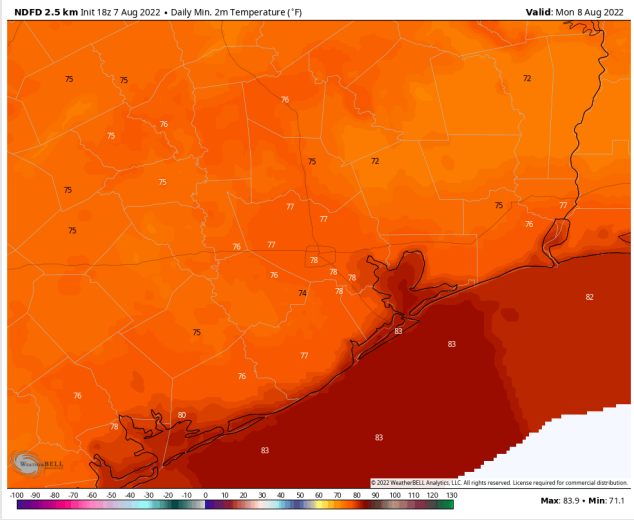 NDFD 2.5 km Init 18z 7 Aug 2022 • Daily Min. 2m Temperature (°F)
Valid: Mon 8 Aug 2022
75 75 72
76
76
75
75 72
75
75
77 75 77
77 76
75
76 77
78
76 78 78
74 78
82
75 83
83
77
76
76
80
78
83 83
WEATHERBELL
© 2022 WeatherBELL Analytics, LLC. All rights reserved. License required for commercial distribution.
-100 -90 -80 -70 -60 -50 -40 -30 -20 -10 0 10 20 30 40 50 60 70 80 90 100 110 120 130
Max: 83.9 • Min: 71.1